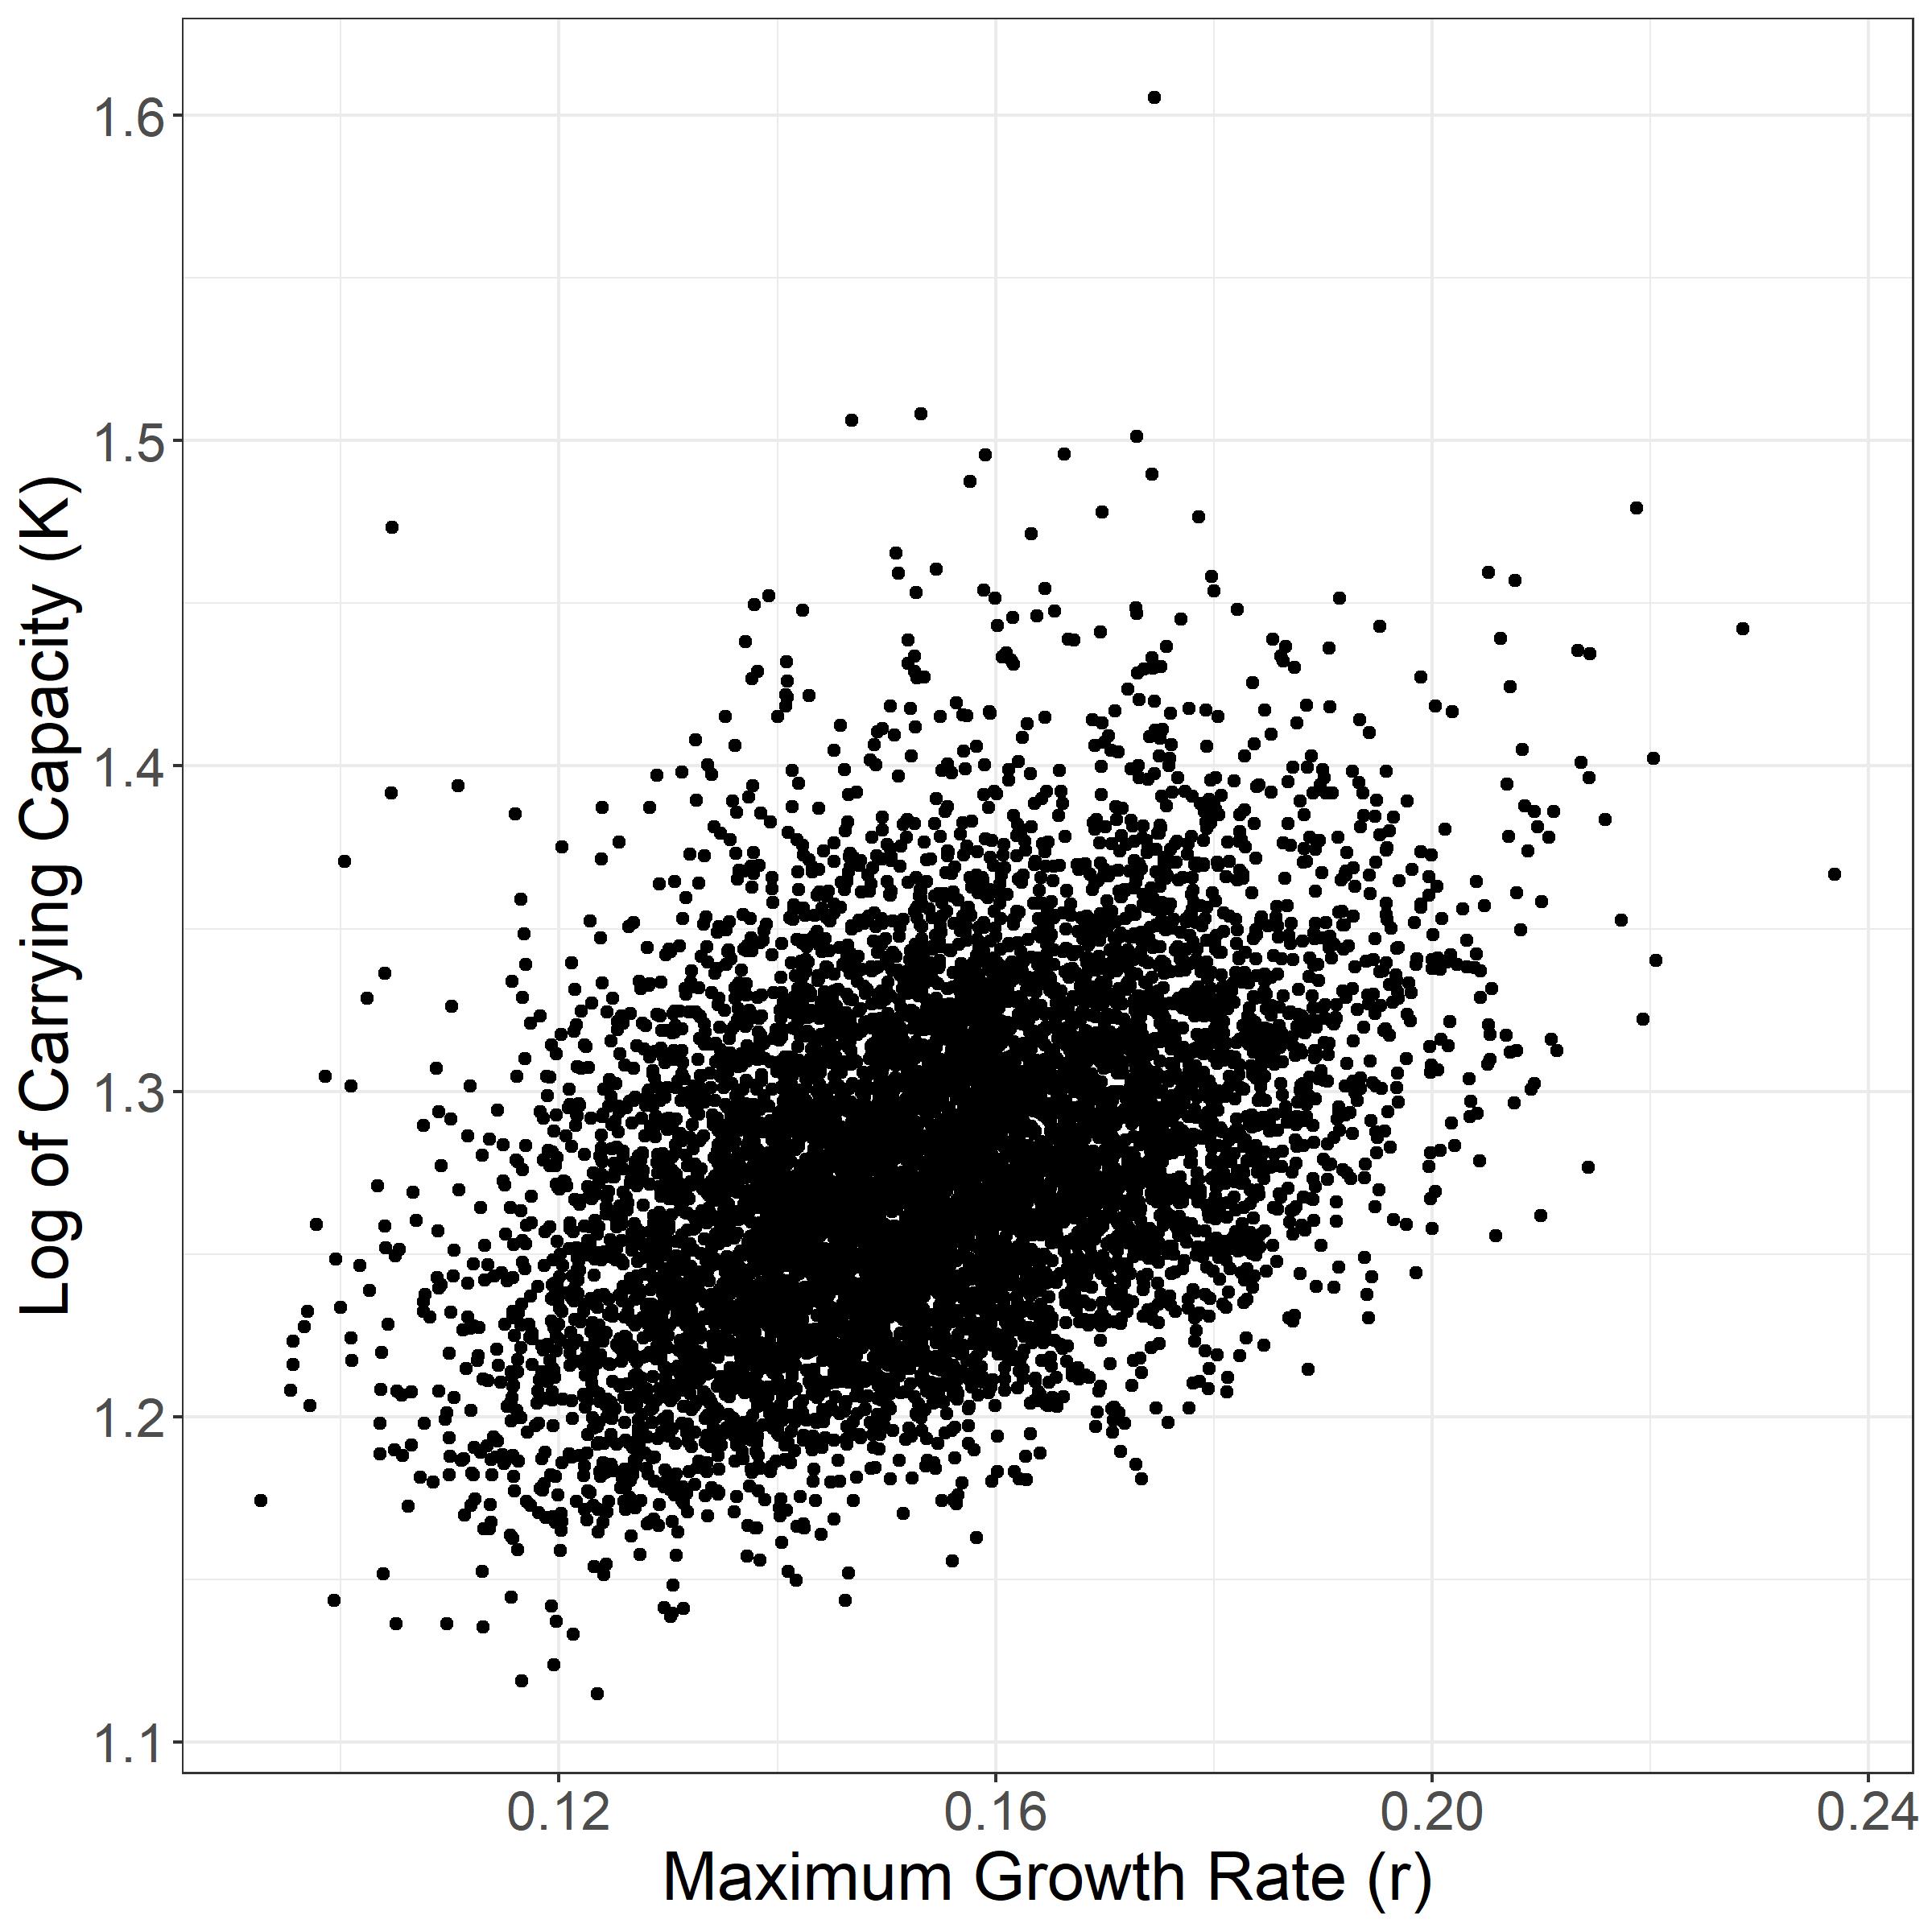 1.6
1.5
1.4
1.3
1.2
1.1
Log of Carrying Capacity (K)
0.12 0.16 0.20 0.24
Maximum Growth Rate (r)